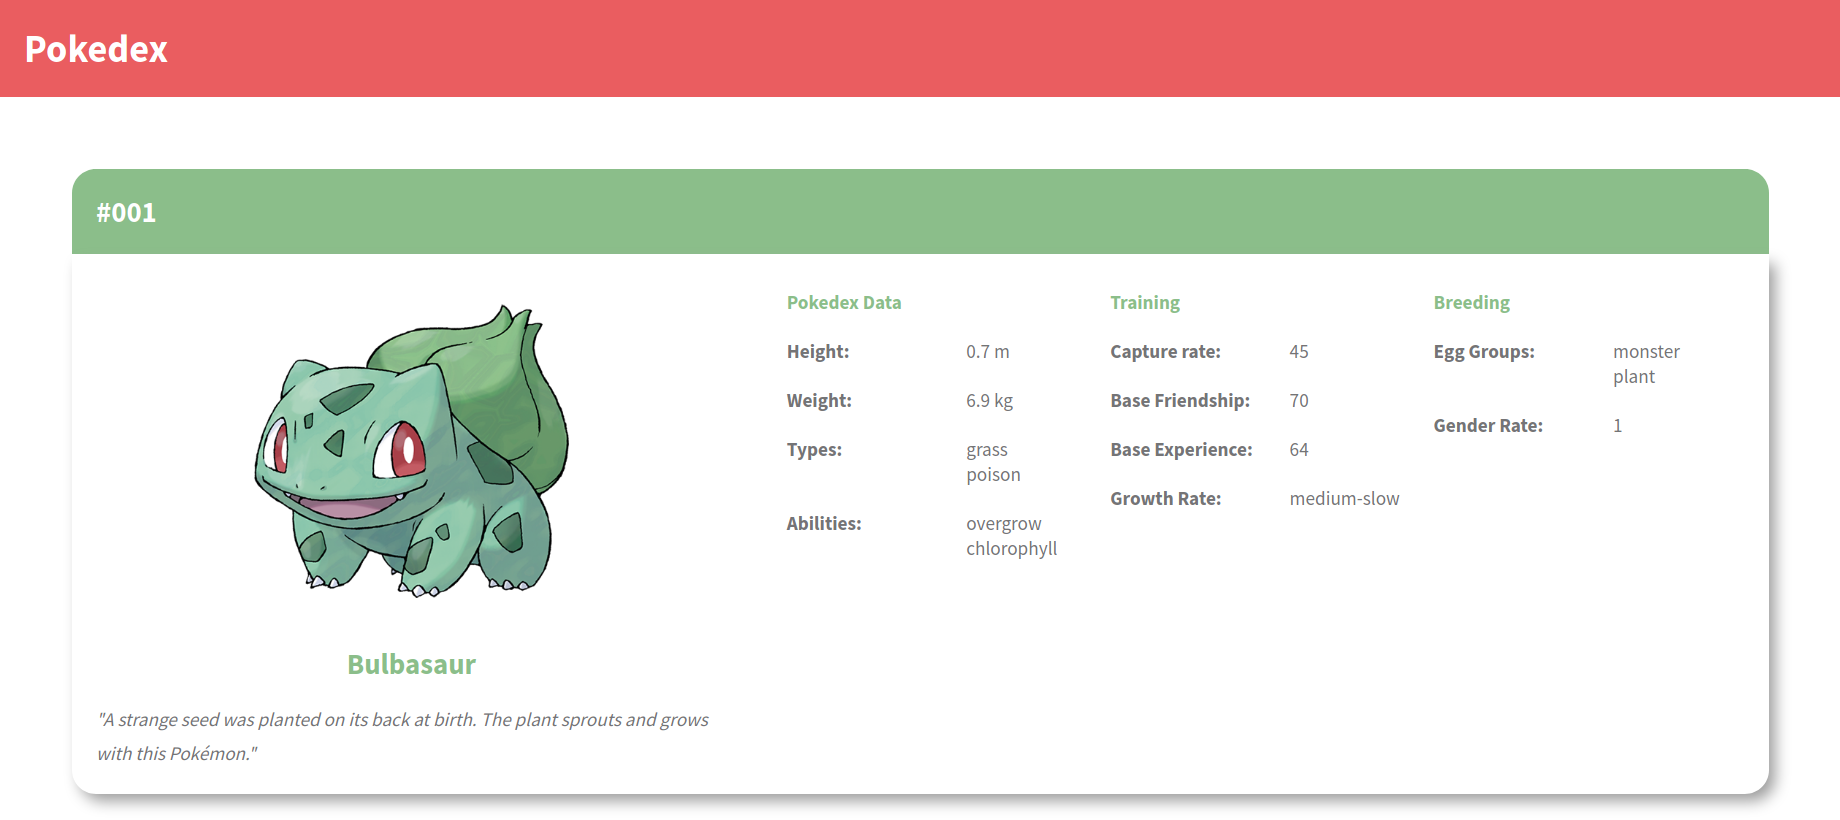 Pokedex
#001
Bulbasaur
"A strange seed was planted on its back at birth. The plant sprouts and grows
with this Pokémon."
Pokedex Data
Height: 0.7 m
Weight: 6.9 kg
Types: grass
poison
Abilities: overgrow
chlorophyll
Training
Capture rate: 45
Base Friendship: 70
Base Experience: 64
Growth Rate: medium-slow
Breeding
Egg Groups: monster
plant
Gender Rate: 1